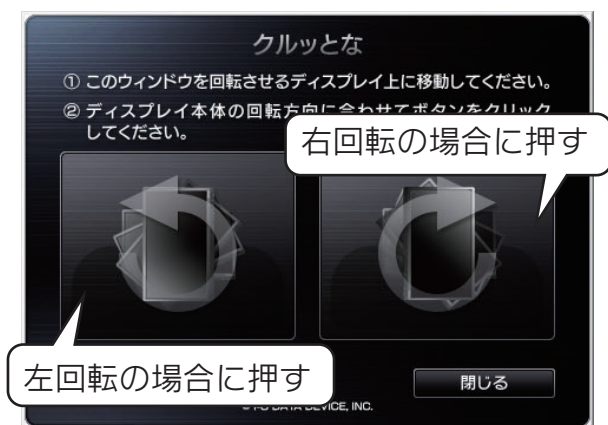 クルッとな
① このウィンドウを回転させるディスプレイ上に移動してください。
② ディスプレイ本体の回転方向に合わせてボタンをクリック
してください。
右回転の場合に押す
左回転の場合に押す
閉じる
DATA DEVICE, INC.